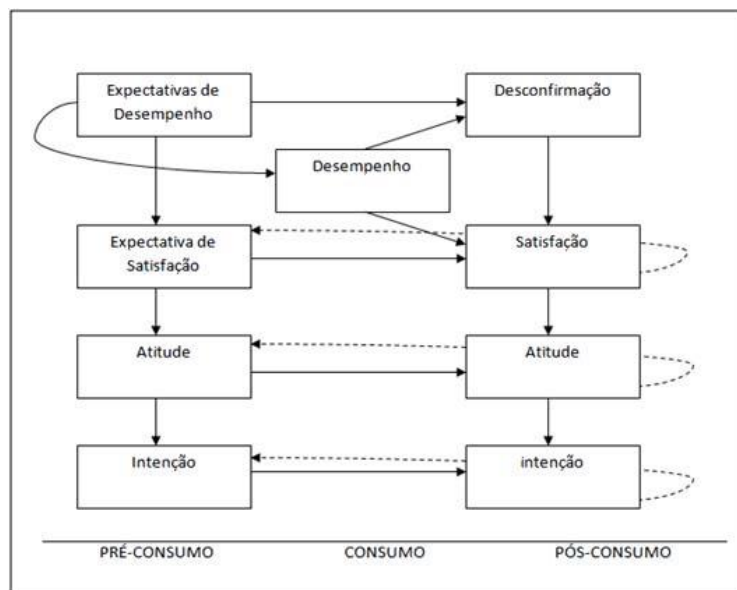 Expectativas de
Desempenho
Desconfirmação
Desempenho
Expectativa de
Satisfação
Satisfação
Atitude
Atitude
Intenção
intenção
PRÉ-CONSUMO
CONSUMO
PÓS-CONSUMO